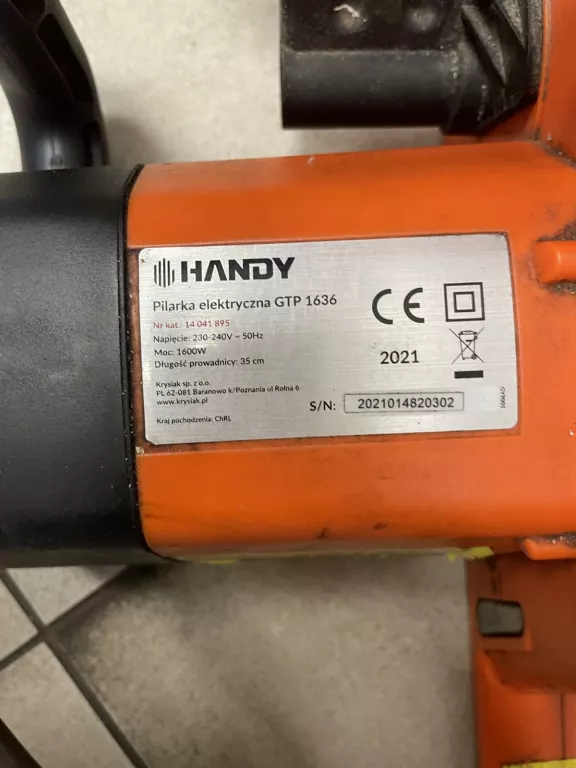 HANDY
Pilarka elektryczna GTP 1636
Nr kat.: 14 041 895
Napięcie: 230-240V ~ 50Hz
Moc: 1600W
Długość prowadnicy: 35 cm
Krysiak sp. z o.o.
PL 62-081 Baranowo k/Poznania ul Rolna 6
www.krysiak.pl
Kraj pochodzenia: ChRL
CE
2021
S/N: 2021014820302